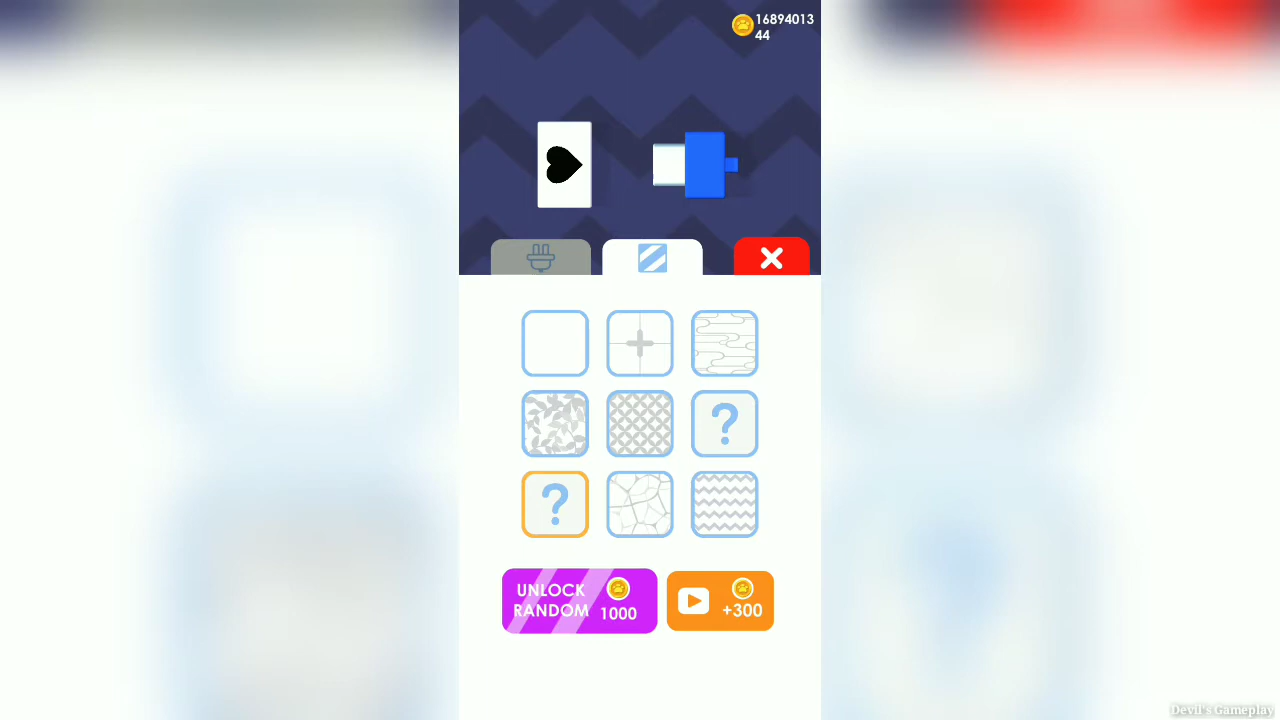 16894013
44
?
?
UNLOCK
RANDOM 1000
+300
Devil's Gameplay